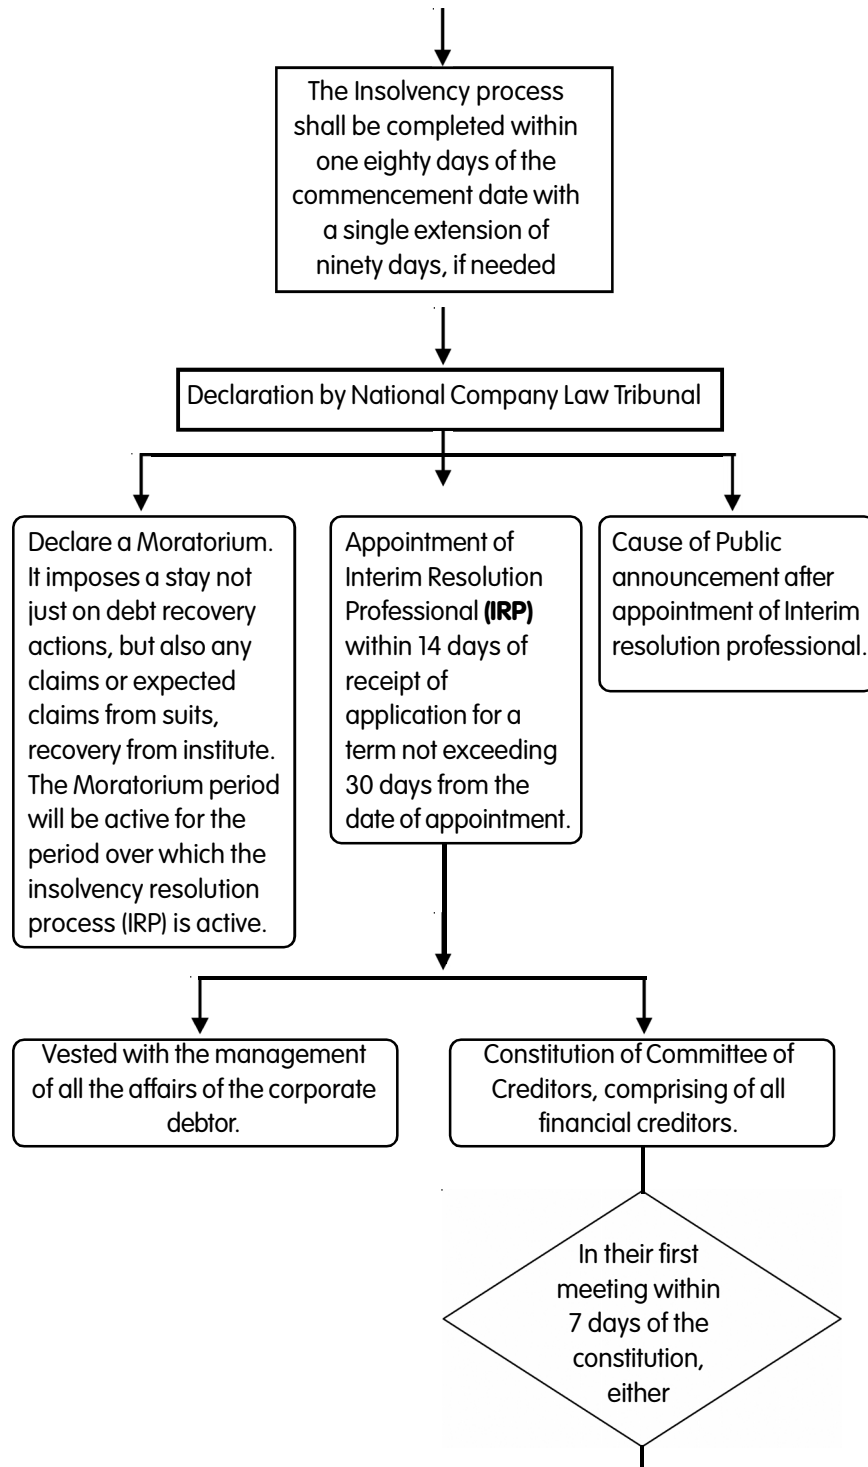 The Insolvency process
shall be completed within
one eighty days of the
commencement date with
a single extension of
ninety days, if needed
Declaration by National Company Law Tribunal
Declare a Moratorium.
It imposes a stay not
just on debt recovery
actions, but also any
claims or expected
claims from suits,
recovery from institute.
The Moratorium period
will be active for the
period over which the
insolvency resolution
process (IRP) is active.
Appointment of
Interim Resolution
Professional (IRP)
within 14 days of
receipt of
application for a
term not exceeding
30 days from the
date of appointment.
Cause of Public
announcement after
appointment of Interim
resolution professional.
Vested with the management
of all the affairs of the corporate
debtor.
Constitution of Committee of
Creditors, comprising of all
financial creditors.
In their first
meeting within
7 days of the
constitution,
either